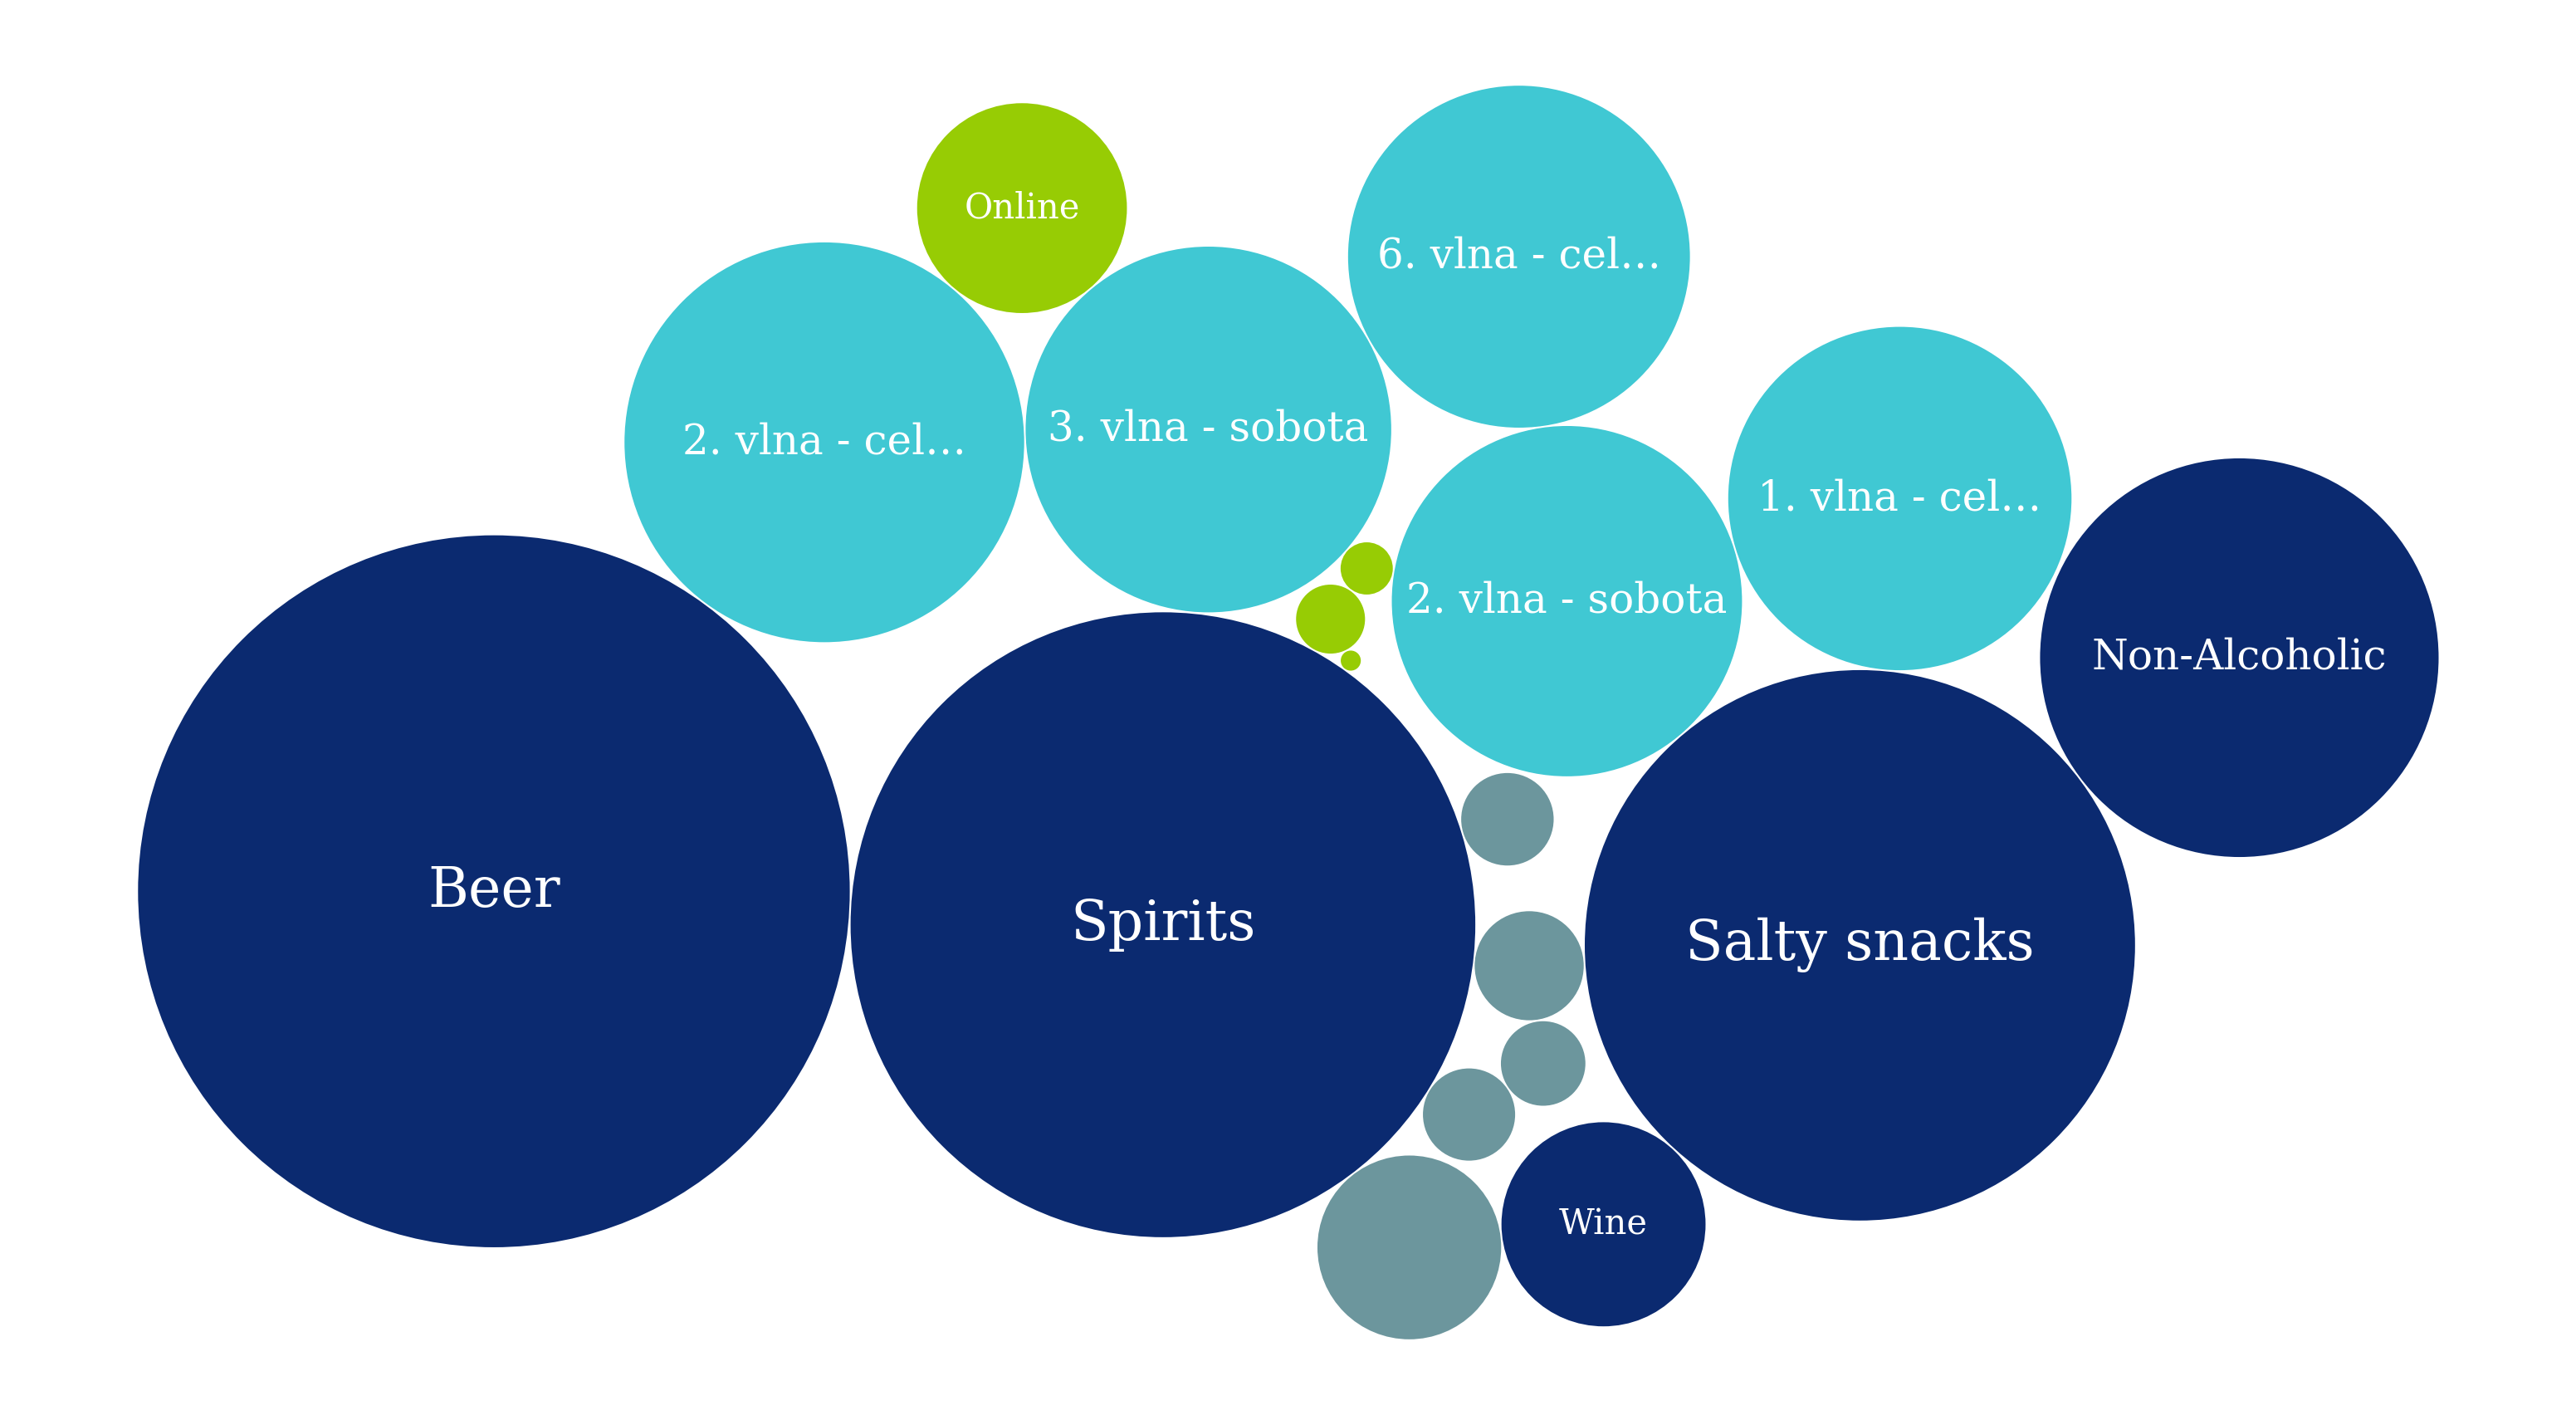 Online
6. vlna - cel...
2. vlna - cel...
3. vlna - sobota
1. vlna - cel...
2. vlna - sobota
Non-Alcoholic
Beer
Spirits
Salty snacks
Wine